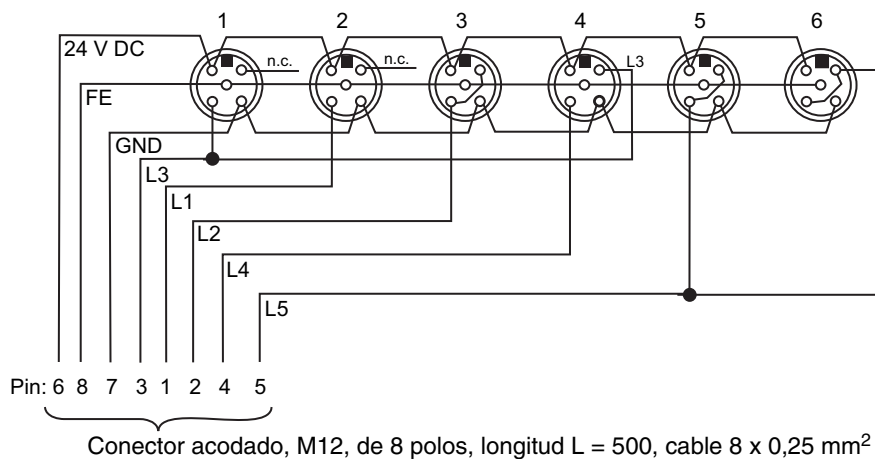 1 2 3 4 5 6
24 V DC
n.c. n.c. L3
FE
GND
L3
L1
L2
L4
L5
Pin: 6 8 7 3 1 2 4 5
Conector acodado, M12, de 8 polos, longitud L = 500, cable 8 x 0,25 mm²